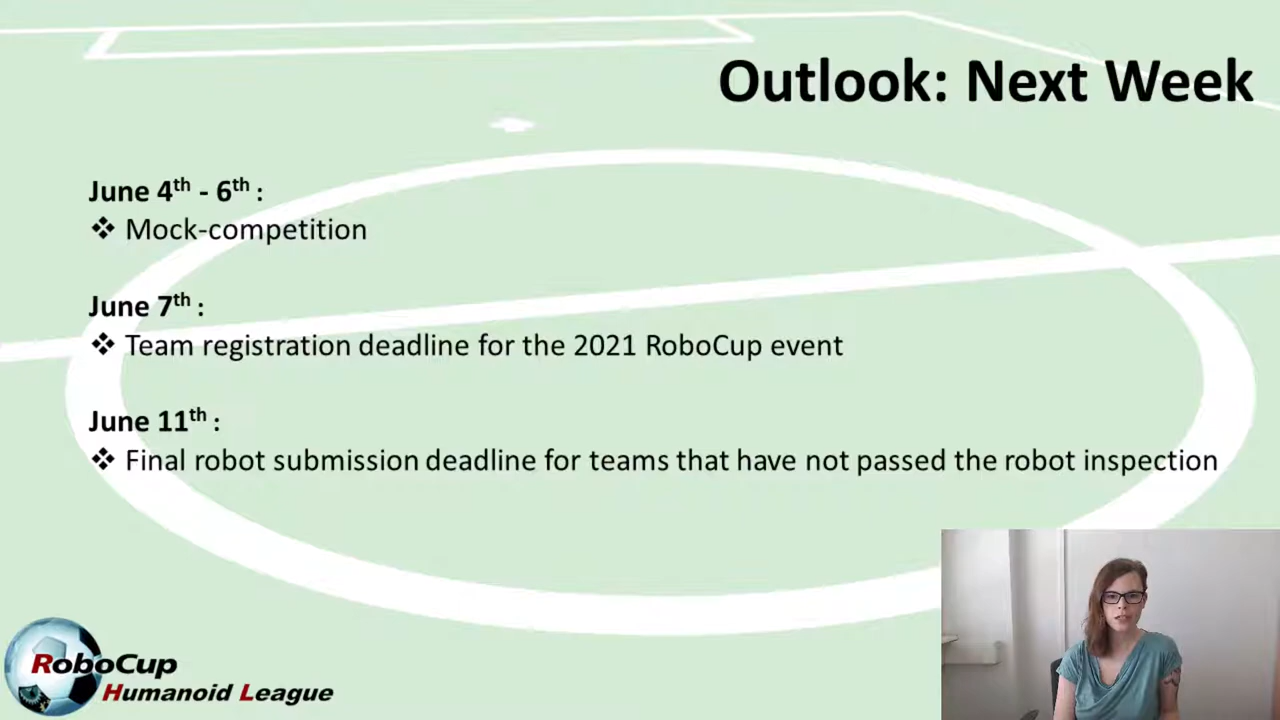 Outlook: Next Week
June 4th - 6th :
❖ Mock-competition
June 7th :
❖ Team registration deadline for the 2021 RoboCup event
June 11th :
❖ Final robot submission deadline for teams that have not passed the robot inspection
RoboCup
Humanoid League